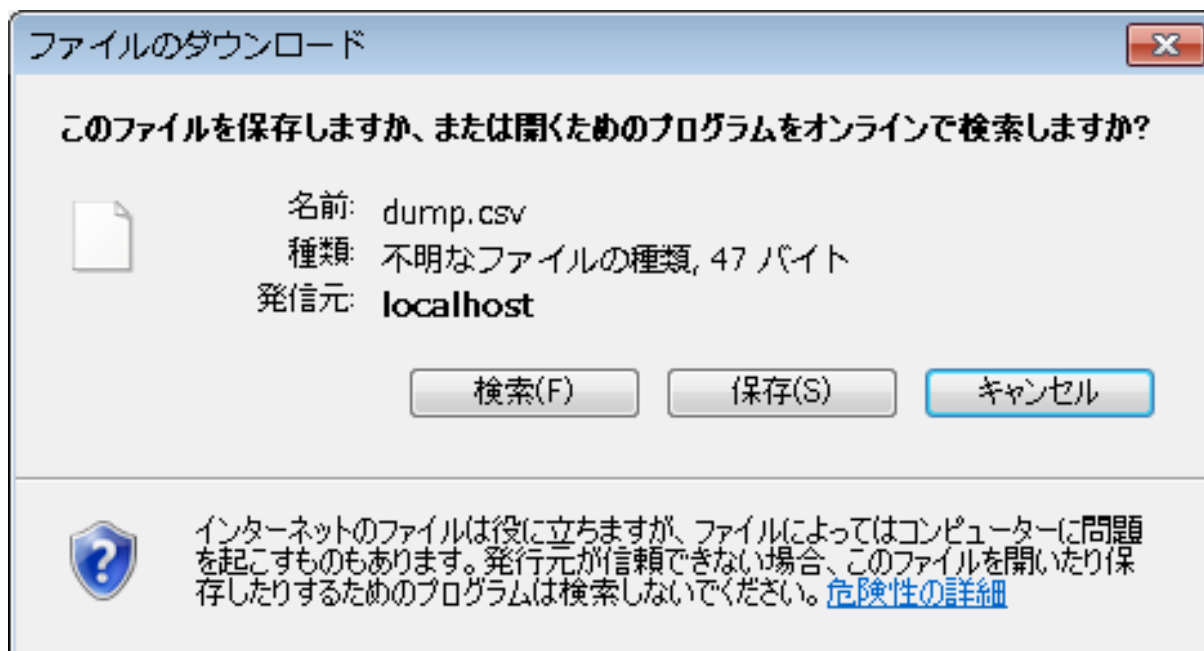 ファイルのダウンロード
このファイルを保存しますか、または開くためのプログラムをオンラインで検索しますか?
名前: dump.csv
種類: 不明なファイルの種類, 47 バイト
発信元: localhost
検索(F) 保存(S) キャンセル
インターネットのファイルは役に立ちますが、ファイルによってはコンピューターに問題
を起こすものもあります。発行元が信頼できない場合、このファイルを開いたり保
存したりするためのプログラムは検索しないでください。危険性の詳細